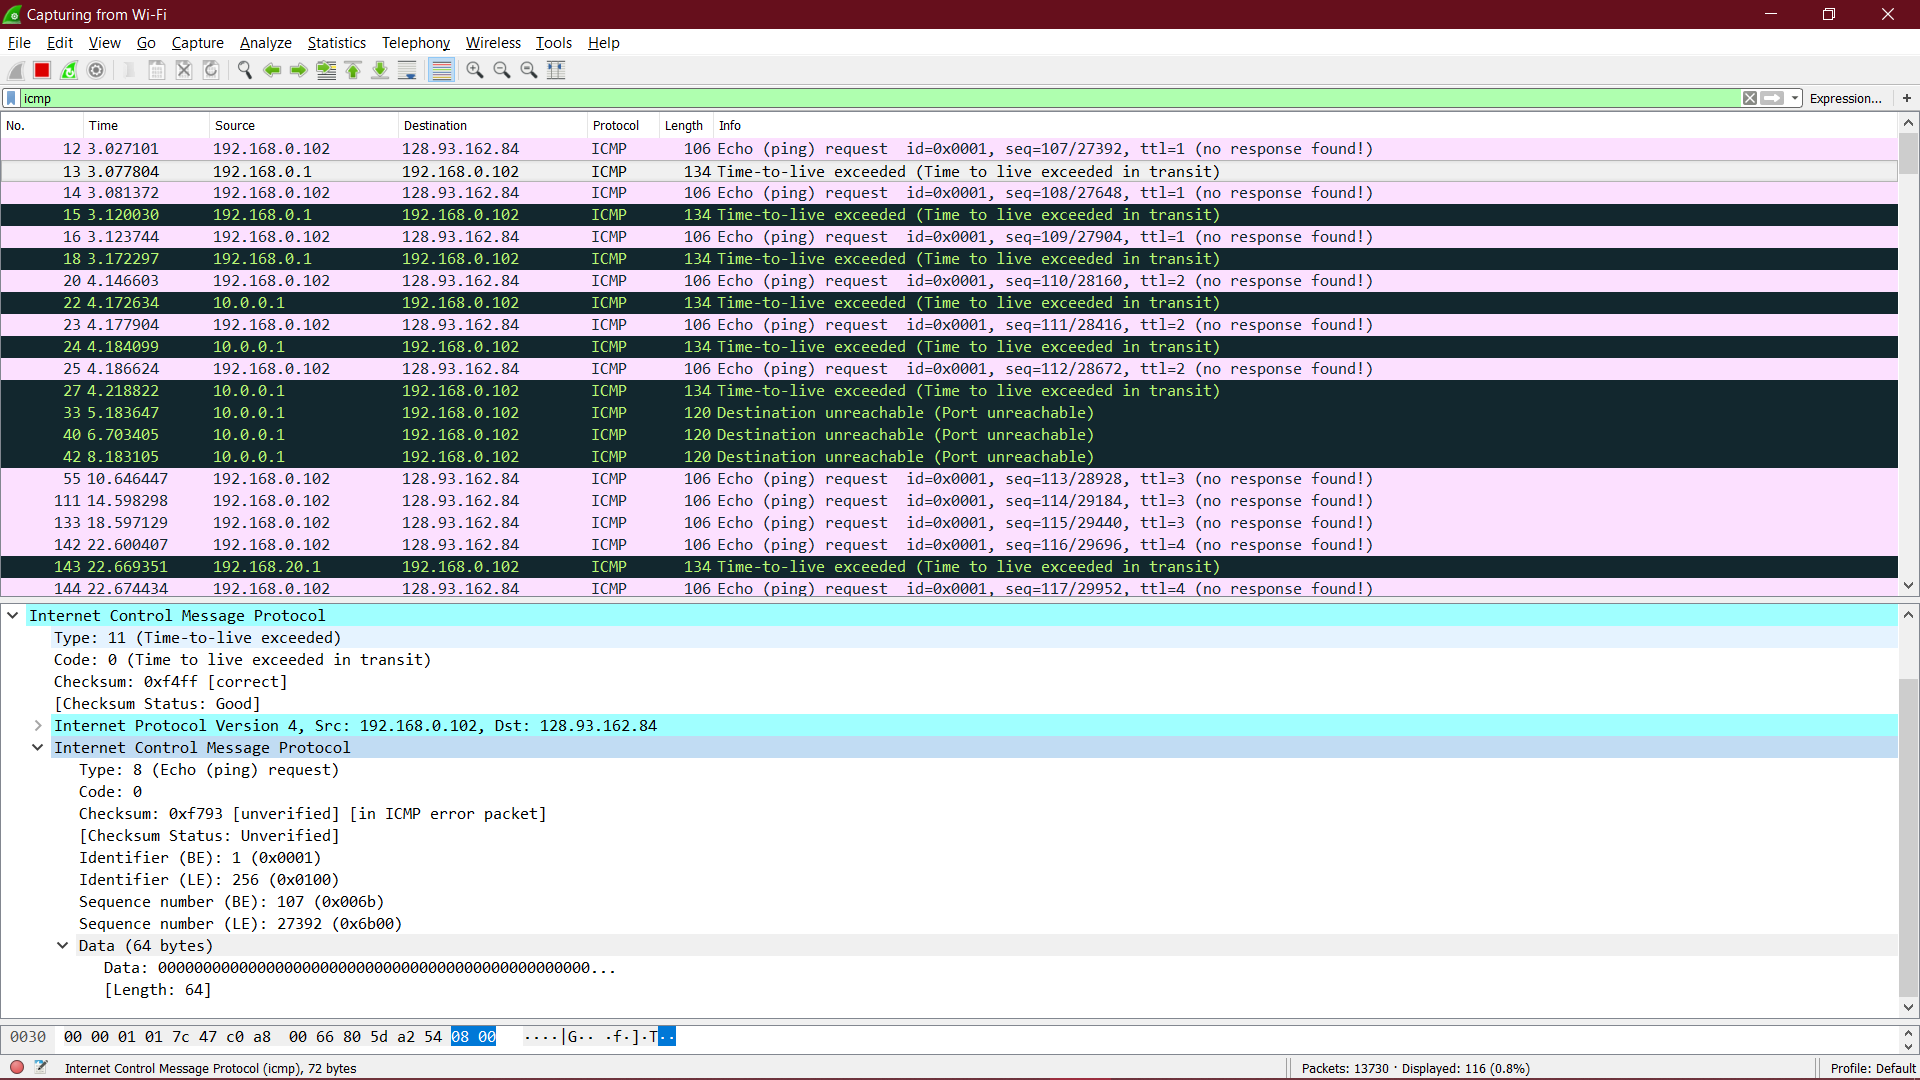 Capturing from Wi-Fi
File Edit View Go Capture Analyze Statistics Telephony Wireless Tools Help
icmp Expression... +
No. Time Source Destination Protocol Length Info
12 3.027101 192.168.0.102 128.93.162.84 ICMP 106 Echo (ping) request id=0x0001, seq=107/27392, ttl=1 (no response found!)
13 3.077804 192.168.0.1 192.168.0.102 ICMP 134 Time-to-live exceeded (Time to live exceeded in transit)
14 3.081372 192.168.0.102 128.93.162.84 ICMP 106 Echo (ping) request id=0x0001, seq=108/27648, ttl=1 (no response found!)
15 3.120030 192.168.0.1 192.168.0.102 ICMP 134 Time-to-live exceeded (Time to live exceeded in transit)
16 3.123744 192.168.0.102 128.93.162.84 ICMP 106 Echo (ping) request id=0x0001, seq=109/27904, ttl=1 (no response found!)
18 3.172297 192.168.0.1 192.168.0.102 ICMP 134 Time-to-live exceeded (Time to live exceeded in transit)
20 4.146603 192.168.0.102 128.93.162.84 ICMP 106 Echo (ping) request id=0x0001, seq=110/28160, ttl=2 (no response found!)
22 4.172634 10.0.0.1 192.168.0.102 ICMP 134 Time-to-live exceeded (Time to live exceeded in transit)
23 4.177904 192.168.0.102 128.93.162.84 ICMP 106 Echo (ping) request id=0x0001, seq=111/28416, ttl=2 (no response found!)
24 4.184099 10.0.0.1 192.168.0.102 ICMP 134 Time-to-live exceeded (Time to live exceeded in transit)
25 4.186624 192.168.0.102 128.93.162.84 ICMP 106 Echo (ping) request id=0x0001, seq=112/28672, ttl=2 (no response found!)
27 4.218822 10.0.0.1 192.168.0.102 ICMP 134 Time-to-live exceeded (Time to live exceeded in transit)
33 5.183647 10.0.0.1 192.168.0.102 ICMP 120 Destination unreachable (Port unreachable)
40 6.703405 10.0.0.1 192.168.0.102 ICMP 120 Destination unreachable (Port unreachable)
42 8.183105 10.0.0.1 192.168.0.102 ICMP 120 Destination unreachable (Port unreachable)
55 10.646447 192.168.0.102 128.93.162.84 ICMP 106 Echo (ping) request id=0x0001, seq=113/28928, ttl=3 (no response found!)
111 14.598298 192.168.0.102 128.93.162.84 ICMP 106 Echo (ping) request id=0x0001, seq=114/29184, ttl=3 (no response found!)
133 18.597129 192.168.0.102 128.93.162.84 ICMP 106 Echo (ping) request id=0x0001, seq=115/29440, ttl=3 (no response found!)
142 22.600407 192.168.0.102 128.93.162.84 ICMP 106 Echo (ping) request id=0x0001, seq=116/29696, ttl=4 (no response found!)
143 22.669351 192.168.20.1 192.168.0.102 ICMP 134 Time-to-live exceeded (Time to live exceeded in transit)
144 22.674434 192.168.0.102 128.93.162.84 ICMP 106 Echo (ping) request id=0x0001, seq=117/29952, ttl=4 (no response found!)
Internet Control Message Protocol
Type: 11 (Time-to-live exceeded)
Code: 0 (Time to live exceeded in transit)
Checksum: 0xf4ff [correct]
[Checksum Status: Good]
Internet Protocol Version 4, Src: 192.168.0.102, Dst: 128.93.162.84
Internet Control Message Protocol
Type: 8 (Echo (ping) request)
Code: 0
Checksum: 0xf793 [unverified] [in ICMP error packet]
[Checksum Status: Unverified]
Identifier (BE): 1 (0x0001)
Identifier (LE): 256 (0x0100)
Sequence number (BE): 107 (0x006b)
Sequence number (LE): 27392 (0x6b00)
Data (64 bytes)
Data: 000000000000000000000000000000000000000000000000...
[Length: 64]
0030 00 00 01 01 7c 47 c0 a8 00 66 80 5d a2 54 08 00 ····|G·· ·f·]·T··
Internet Control Message Protocol (icmp), 72 bytes Packets: 13730 · Displayed: 116 (0.8%) Profile: Default